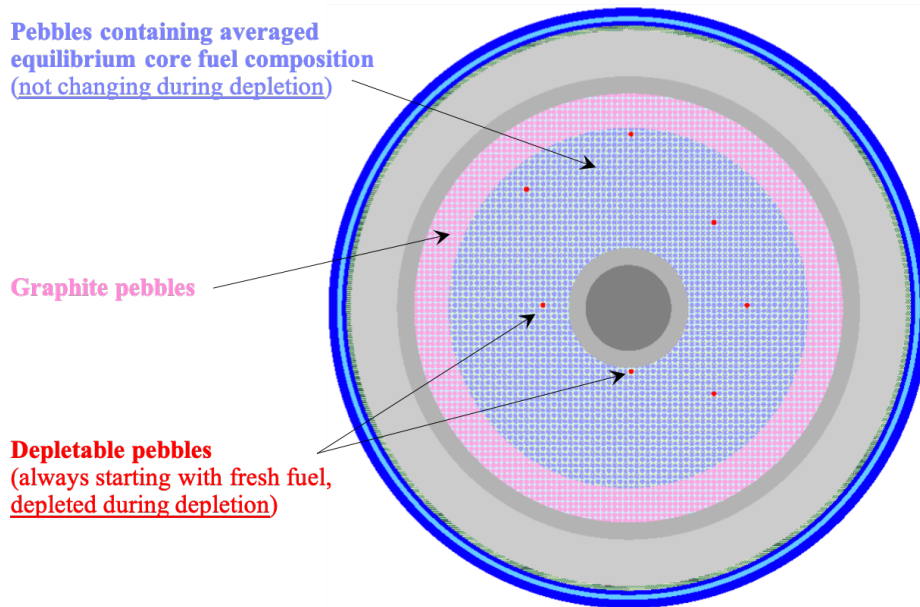 Pebbles containing averaged
equilibrium core fuel composition
(not changing during depletion)
Graphite pebbles
Depletable pebbles
(always starting with fresh fuel,
depleted during depletion)